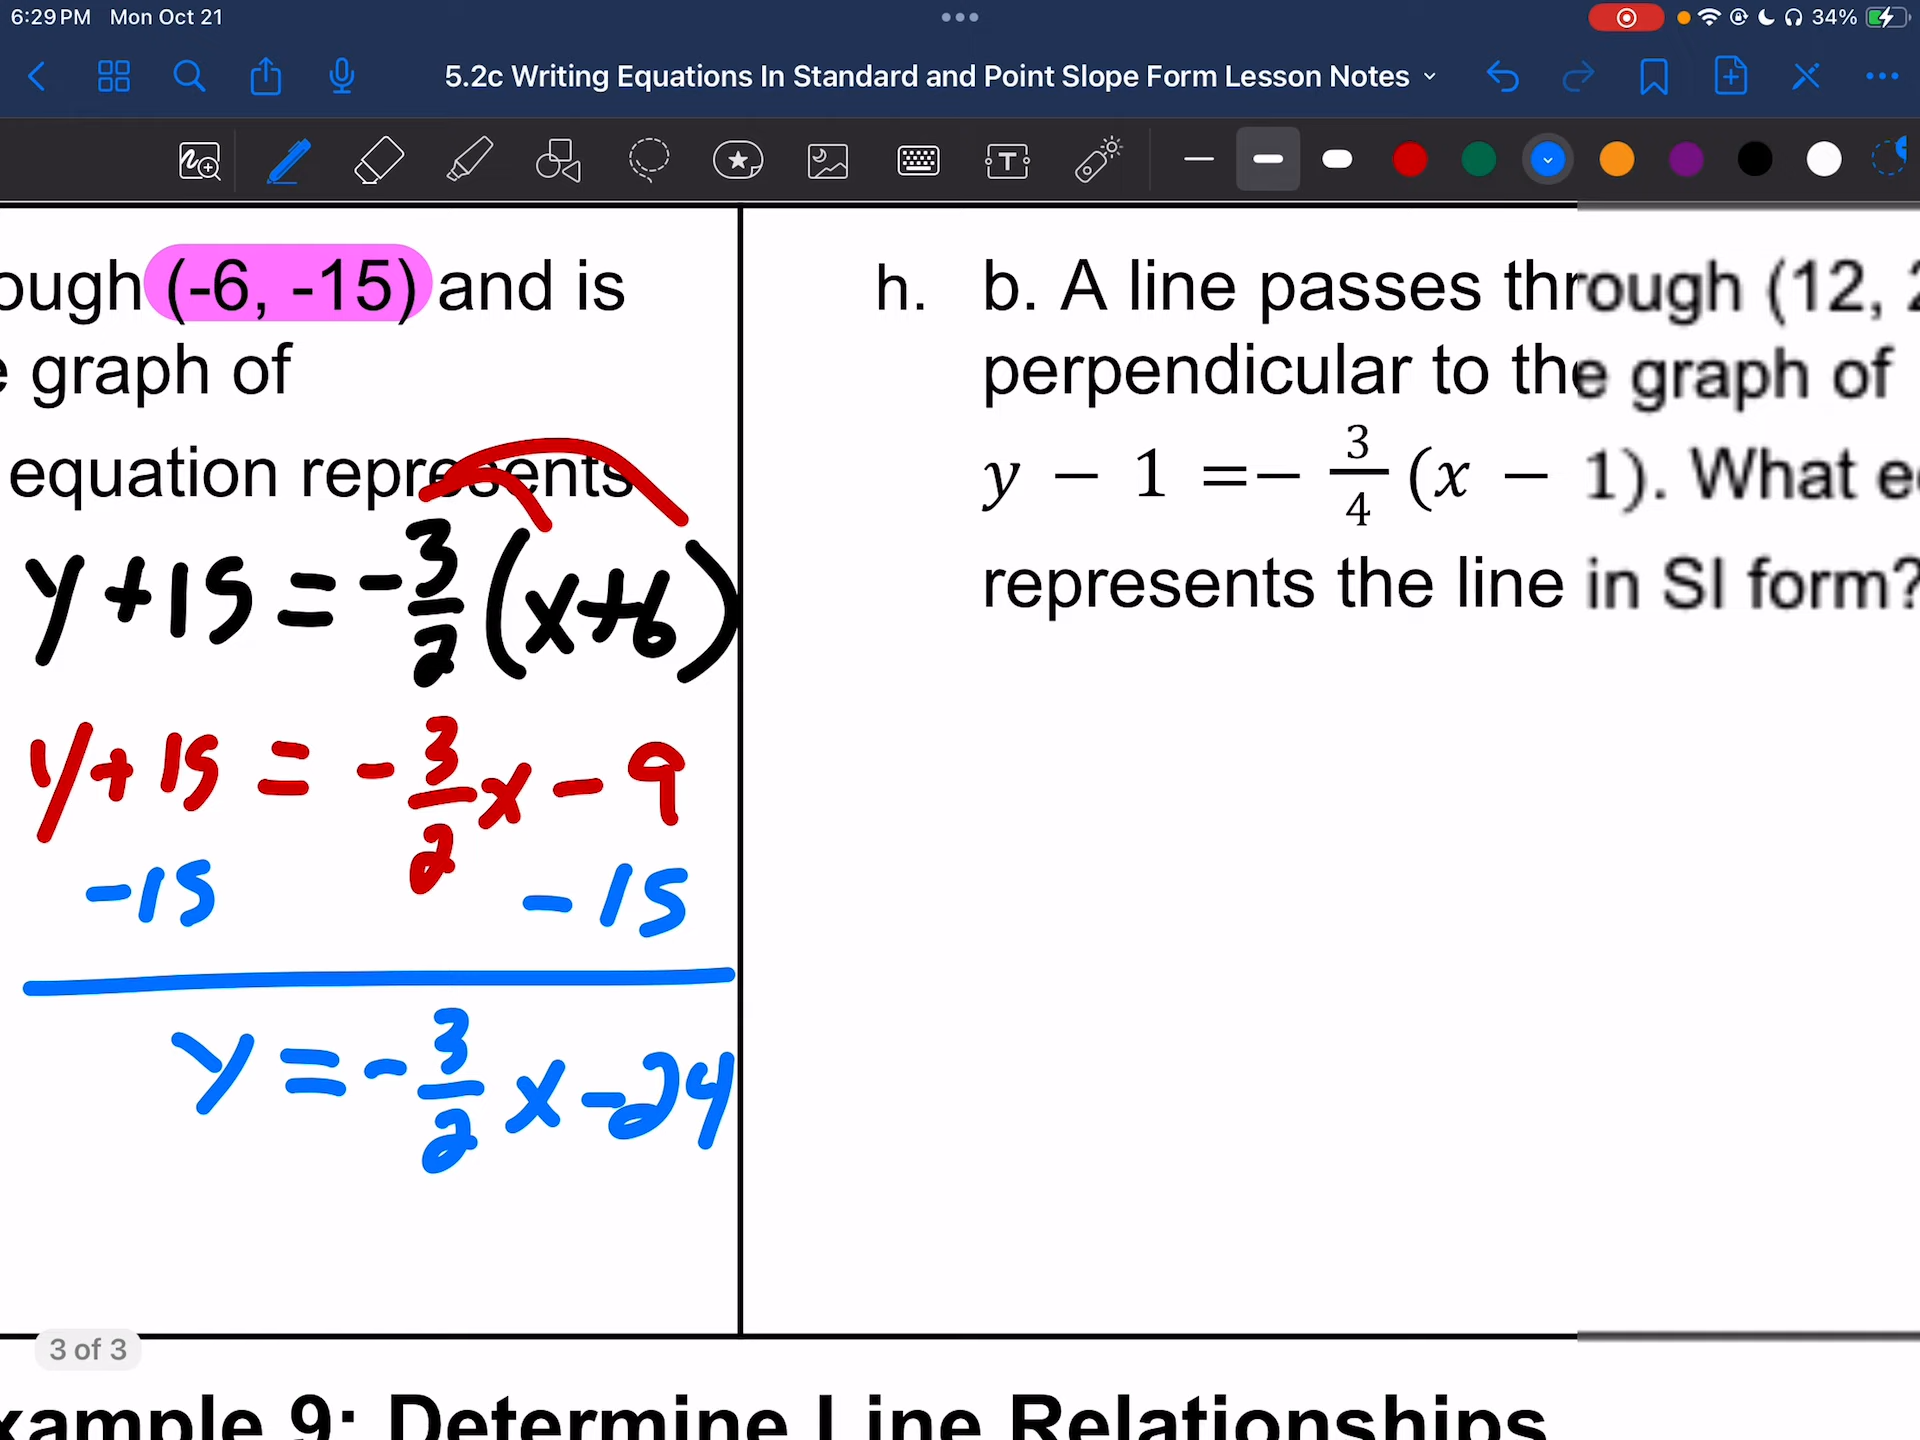 6:29 PM Mon Oct 21
34%
5.2c Writing Equations In Standard and Point Slope Form Lesson Notes
ough (-6, -15) and is
e graph of
equation represents
y + 15 = -3/2 (x+6)
y + 15 = -3/2 x - 9
-15 -15
y = -3/2 x - 24
h. b. A line passes through (12, 2
perpendicular to the graph of
y − 1 = − 3/4 (x − 1). What e
represents the line in SI form?
3 of 3
xample 9: Determine Line Relationships